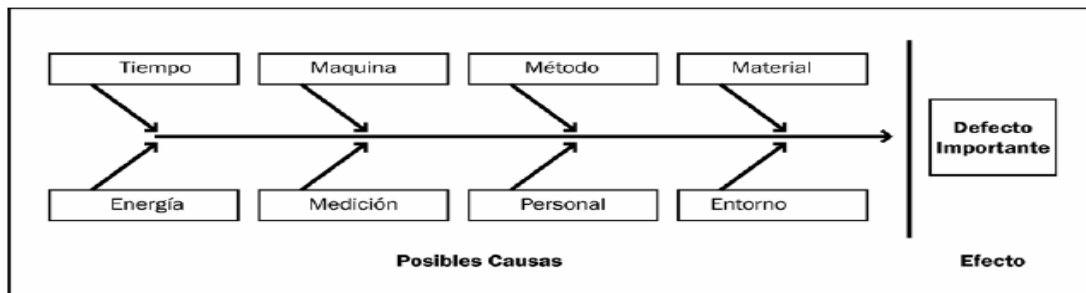 Tiempo
Maquina
Método
Material
Defecto
Importante
Energía
Medición
Personal
Entorno
Posibles Causas
Efecto